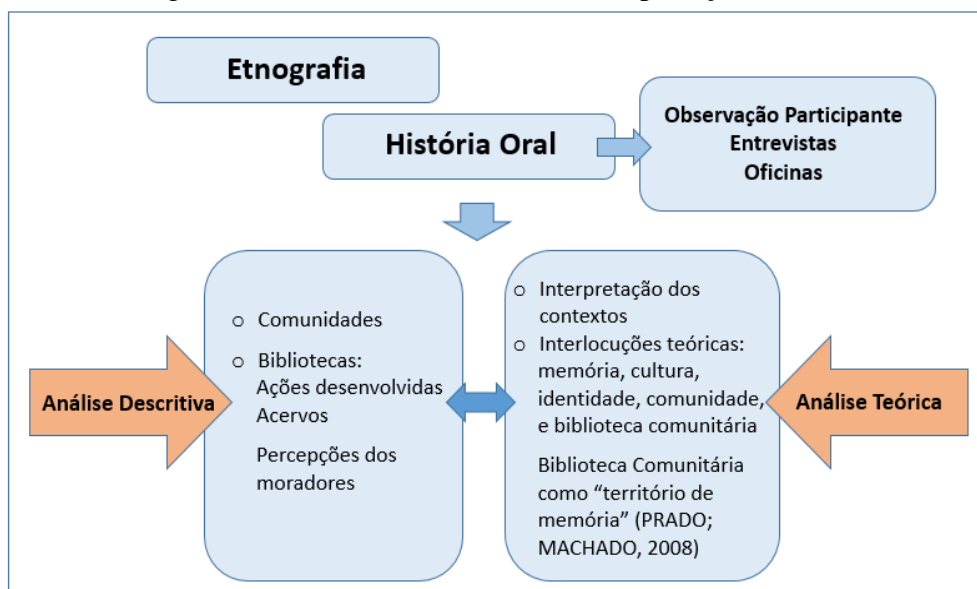 Etnografia
História Oral
Observação Participante
Entrevistas
Oficinas
Análise Descritiva
o Comunidades
o Bibliotecas:
Ações desenvolvidas
Acervos
Percepções dos
moradores
o Interpretação dos
contextos
o Interlocuções teóricas:
memória, cultura,
identidade, comunidade,
e biblioteca comunitária
Biblioteca Comunitária
como “território de
memória” (PRADO;
MACHADO, 2008)
Análise Teórica